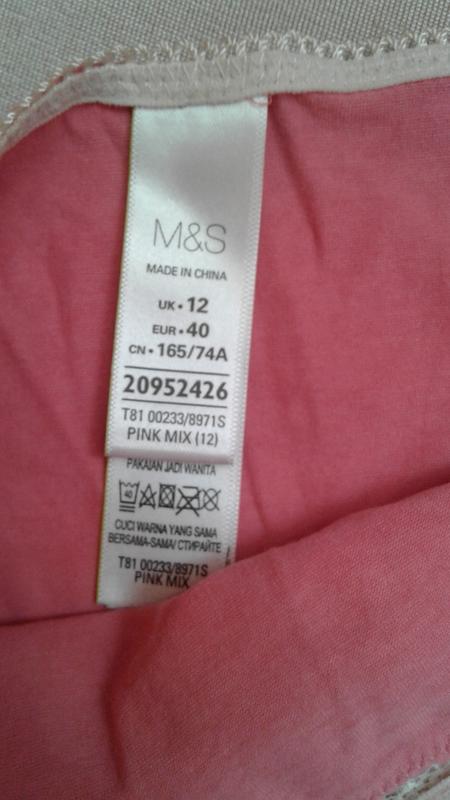 M&S
MADE IN CHINA
UK • 12
EUR • 40
CN • 165/74A
20952426
T81 00233/8971S
PINK MIX (12)
PAKAIAN JADI WANITA
40
CUCI WARNA YANG SAMA
BERSAMA-SAMA/ СТИРАЙТЕ
T81 00233/8971S
PINK MIX